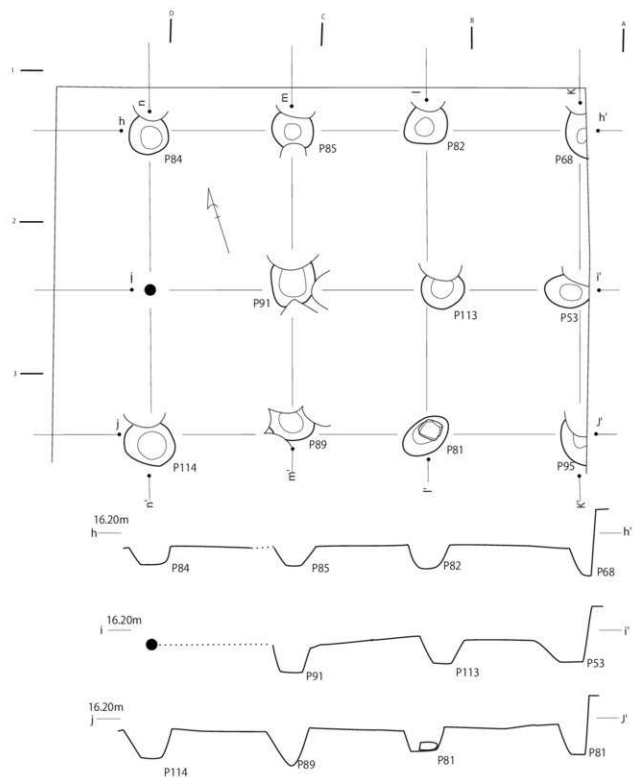 D C B A
1
n m l K
h h'
P84 P85 P82 P68
2
i i'
P91 P113 P53
3
j J'
P114 P89 P81 P95
n' m' l' K'
16.20m
h h'
P84 P85 P82 P68
16.20m
i i'
P91 P113 P53
16.20m
j J'
P114 P89 P81 P81